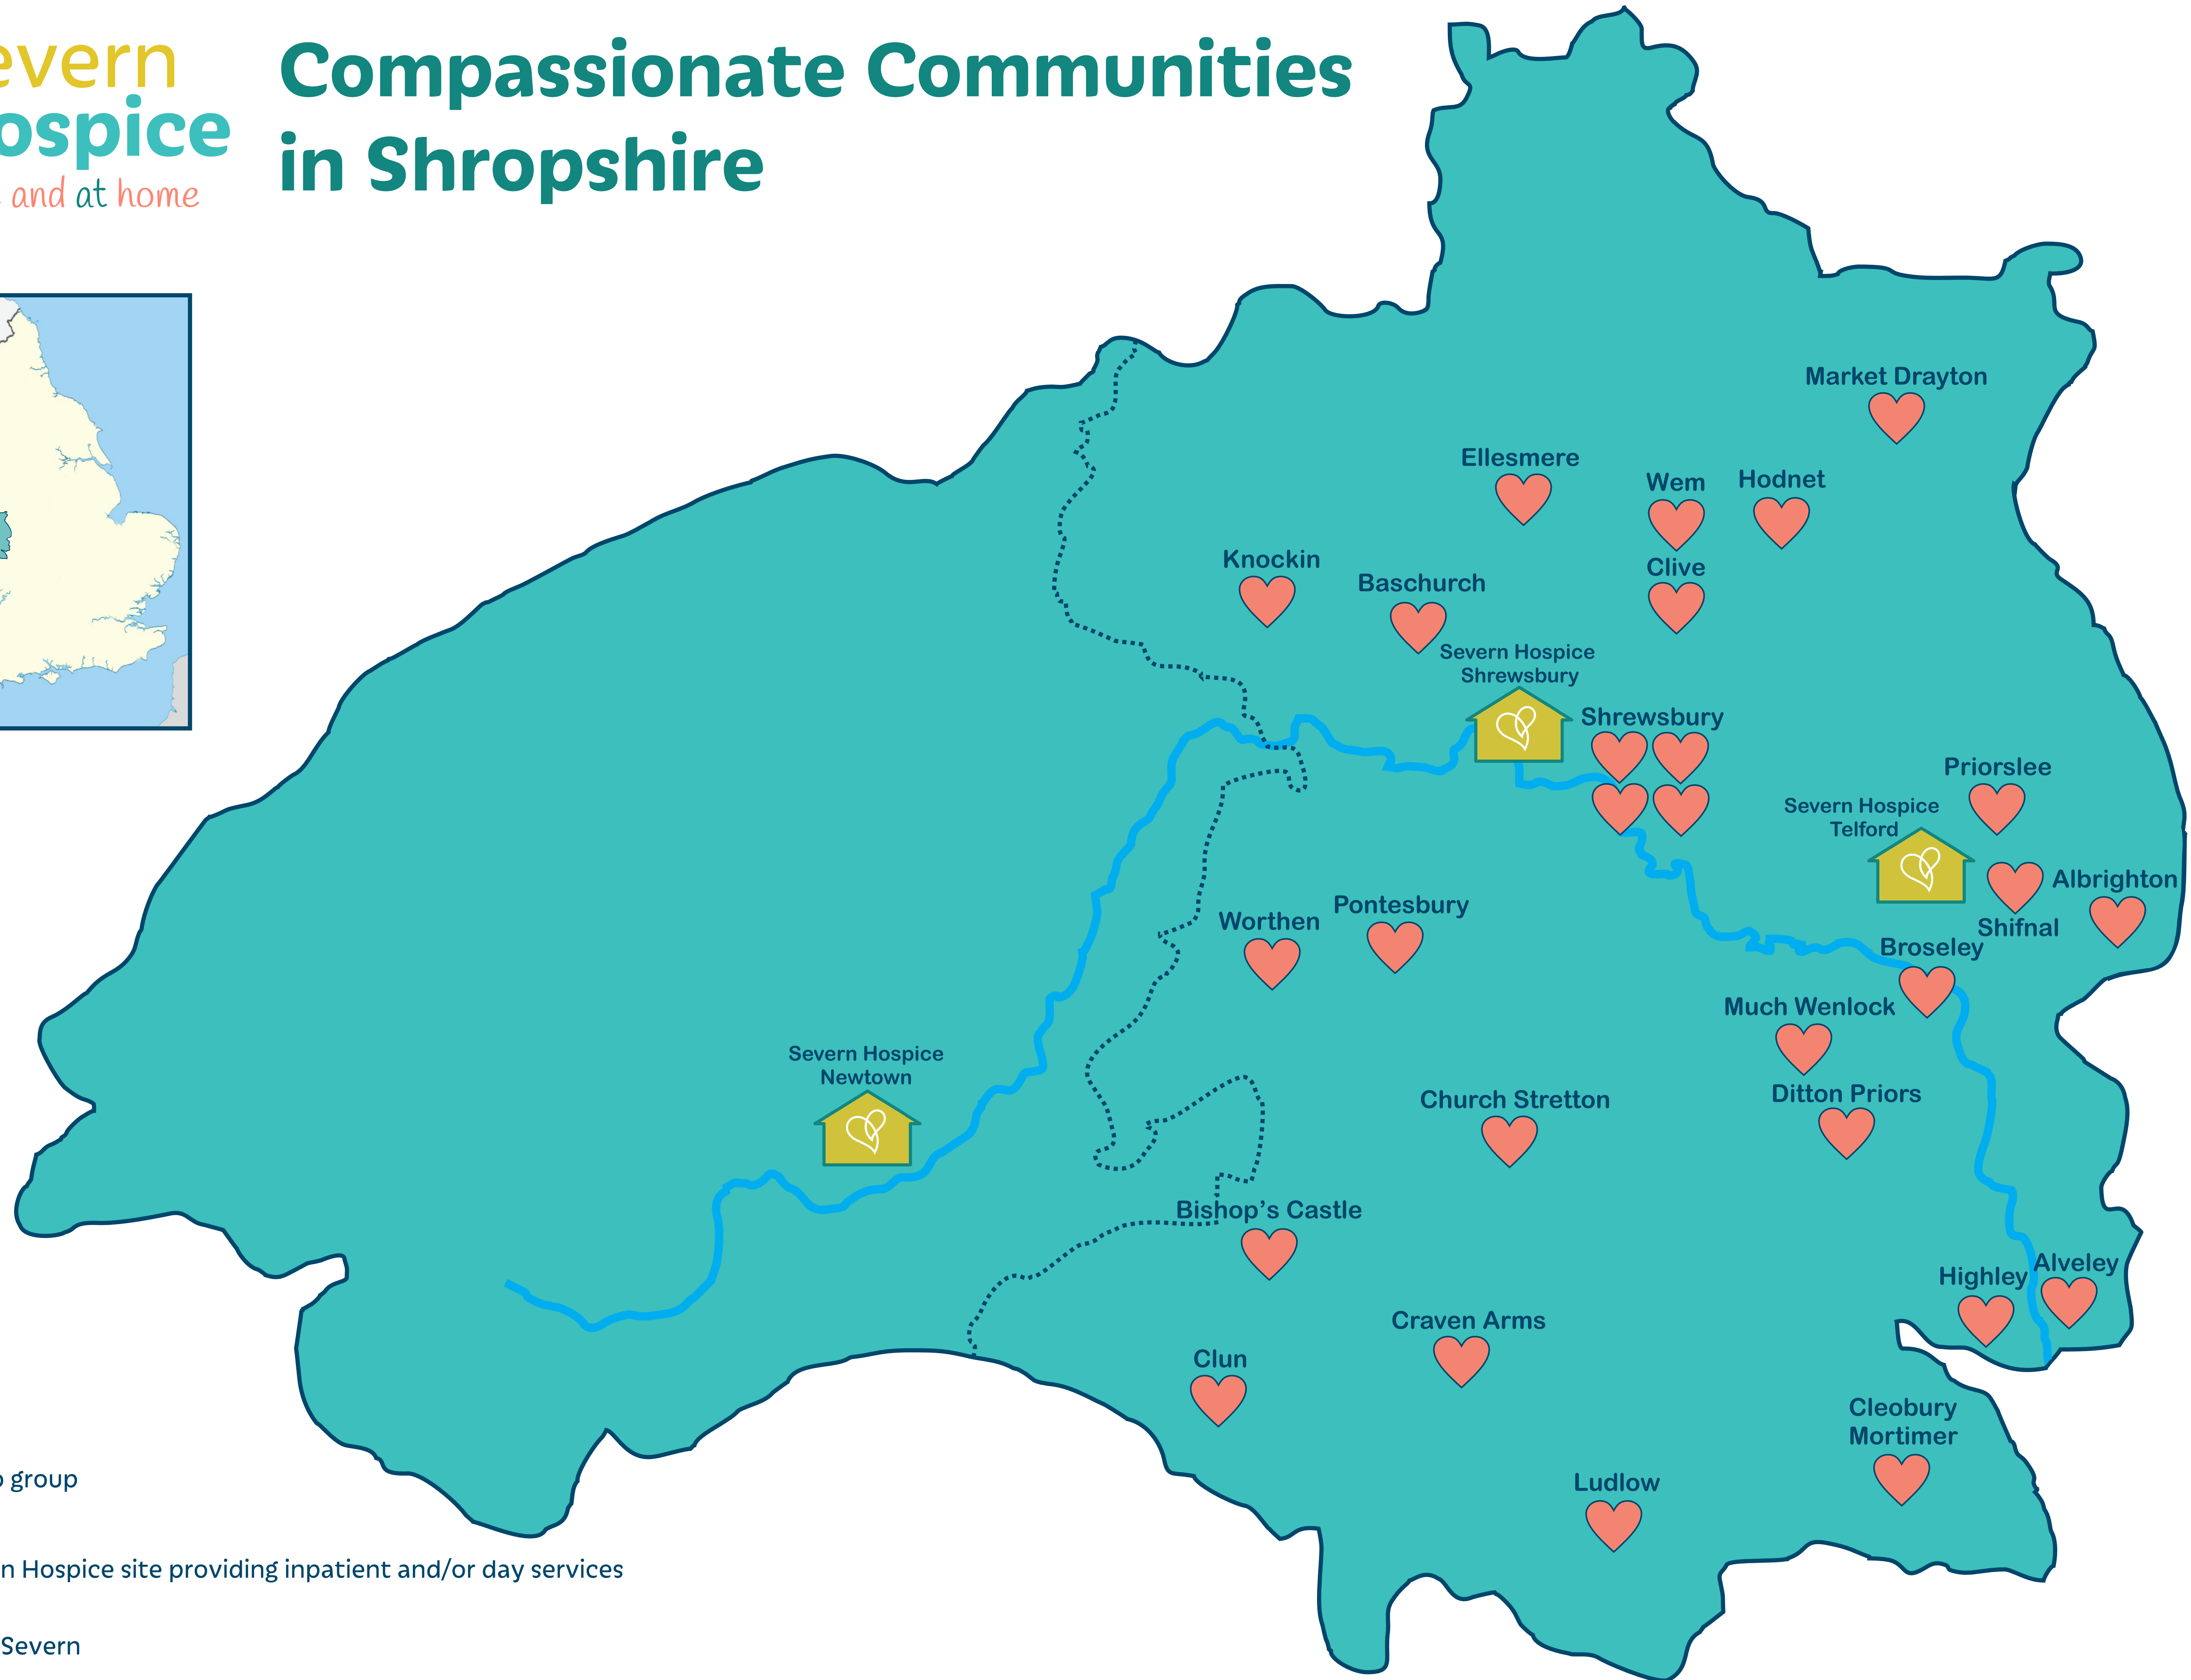 evern
ospice
and at home
Compassionate Communities
in Shropshire
Market Drayton
Ellesmere
Wem
Hodnet
Knockin
Baschurch
Clive
Severn Hospice
Shrewsbury
Shrewsbury
Priorslee
Severn Hospice
Telford
Albrighton
Shifnal
Worthen
Pontesbury
Broseley
Much Wenlock
Severn Hospice
Newtown
Ditton Priors
Church Stretton
Bishop’s Castle
Highley
Alveley
Craven Arms
Clun
Cleobury
Mortimer
Ludlow
group
n Hospice site providing inpatient and/or day services
Severn